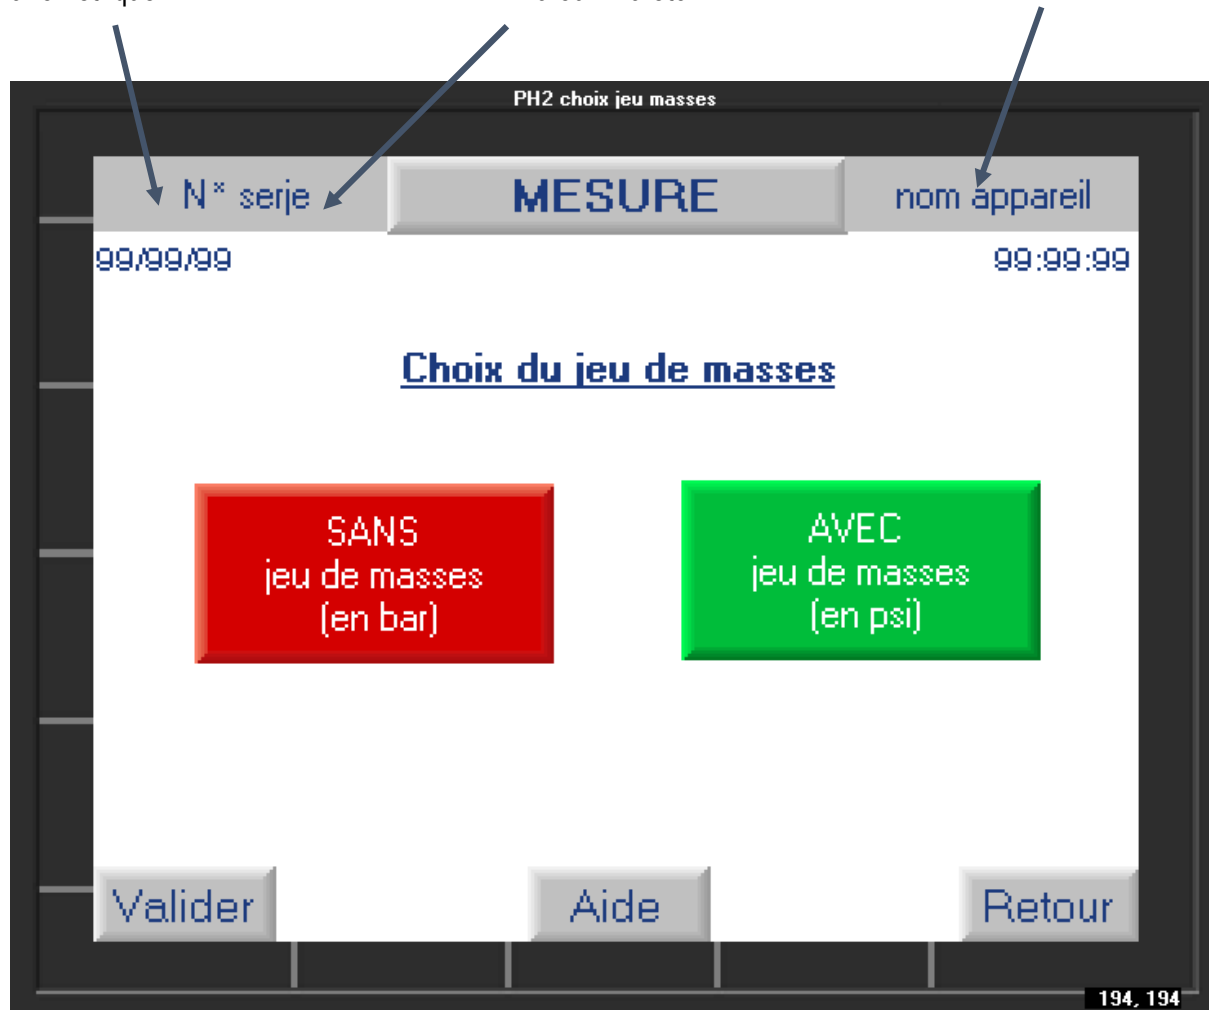 PH2 choix jeu masses
N* serje
MESURE
nom appareil
99/99/99
99:99:99
Choix du jeu de masses
SANS
jeu de masses
(en bar)
AVEC
jeu de masses
(en psi)
Valider
Aide
Retour
194, 194